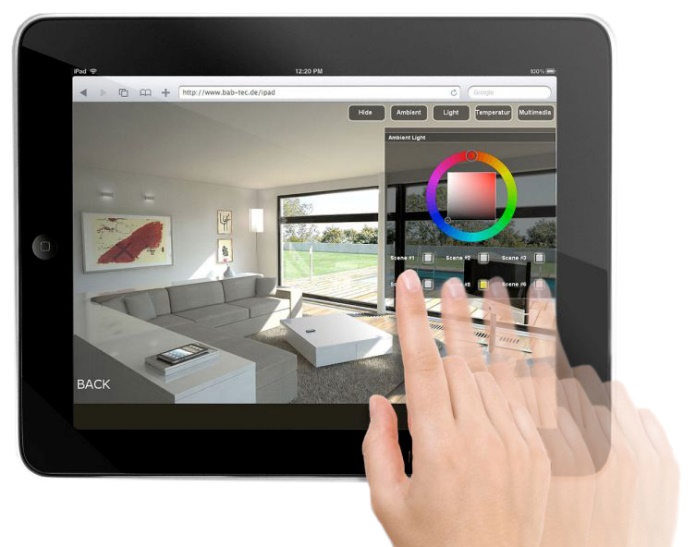 iPad
12:20 PM
100%
http://www.bab-tec.de/ipad
Google
Hide
Ambient
Light
Temperatur
Multimedia
Ambient Light
Scene #1
Scene #2
Scene #3
Scene #6
BACK